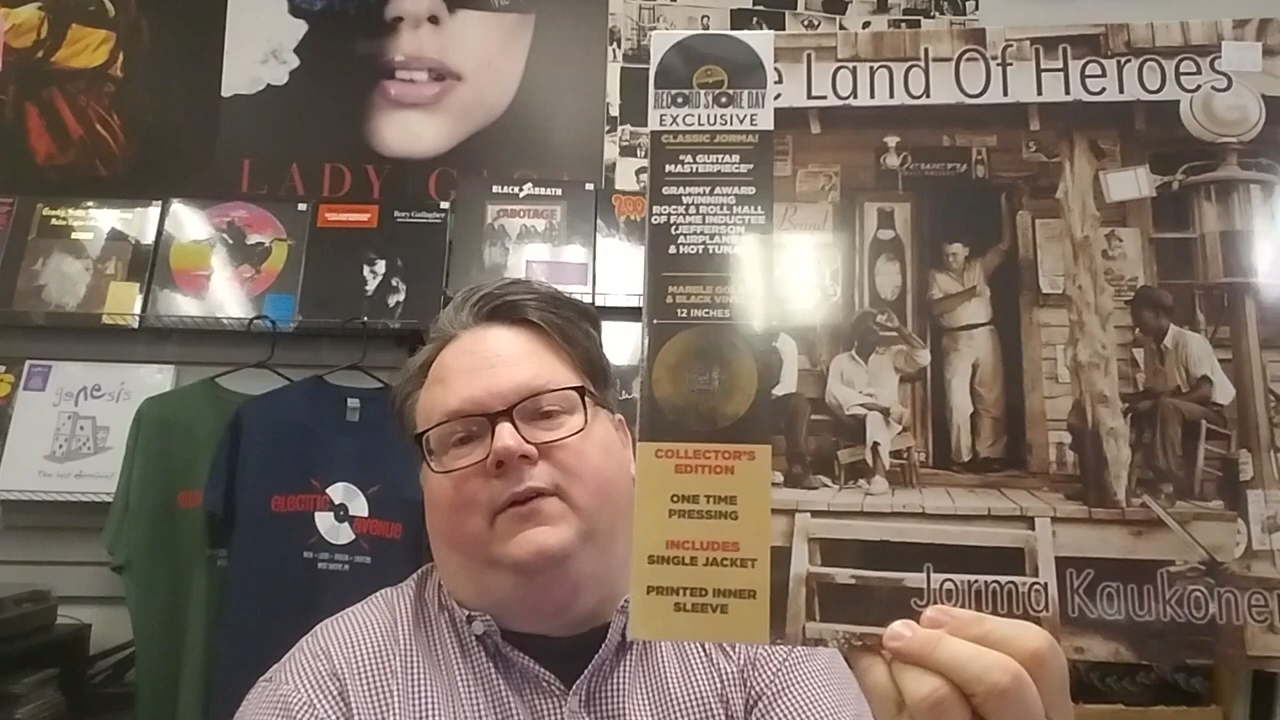 LADY G
BLACK SABBATH
SABOTAGE
Rory Gallagher
genesis
ELECTRIC
AVENUE
e Land Of Heroes
RECORD STORE DAY
EXCLUSIVE
CLASSIC JORMA!
"A GUITAR
MASTERPIECE"
GRAMMY AWARD
WINNING
ROCK & ROLL HALL
OF FAME INDUCTEE
(JEFFERSON
AIRPLANE
& HOT TUNA
MARBLE GOLD
& BLACK VINYL
12 INCHES
COLLECTOR'S
EDITION
ONE TIME
PRESSING
INCLUDES
SINGLE JACKET
PRINTED INNER
SLEEVE
Jorma Kaukone